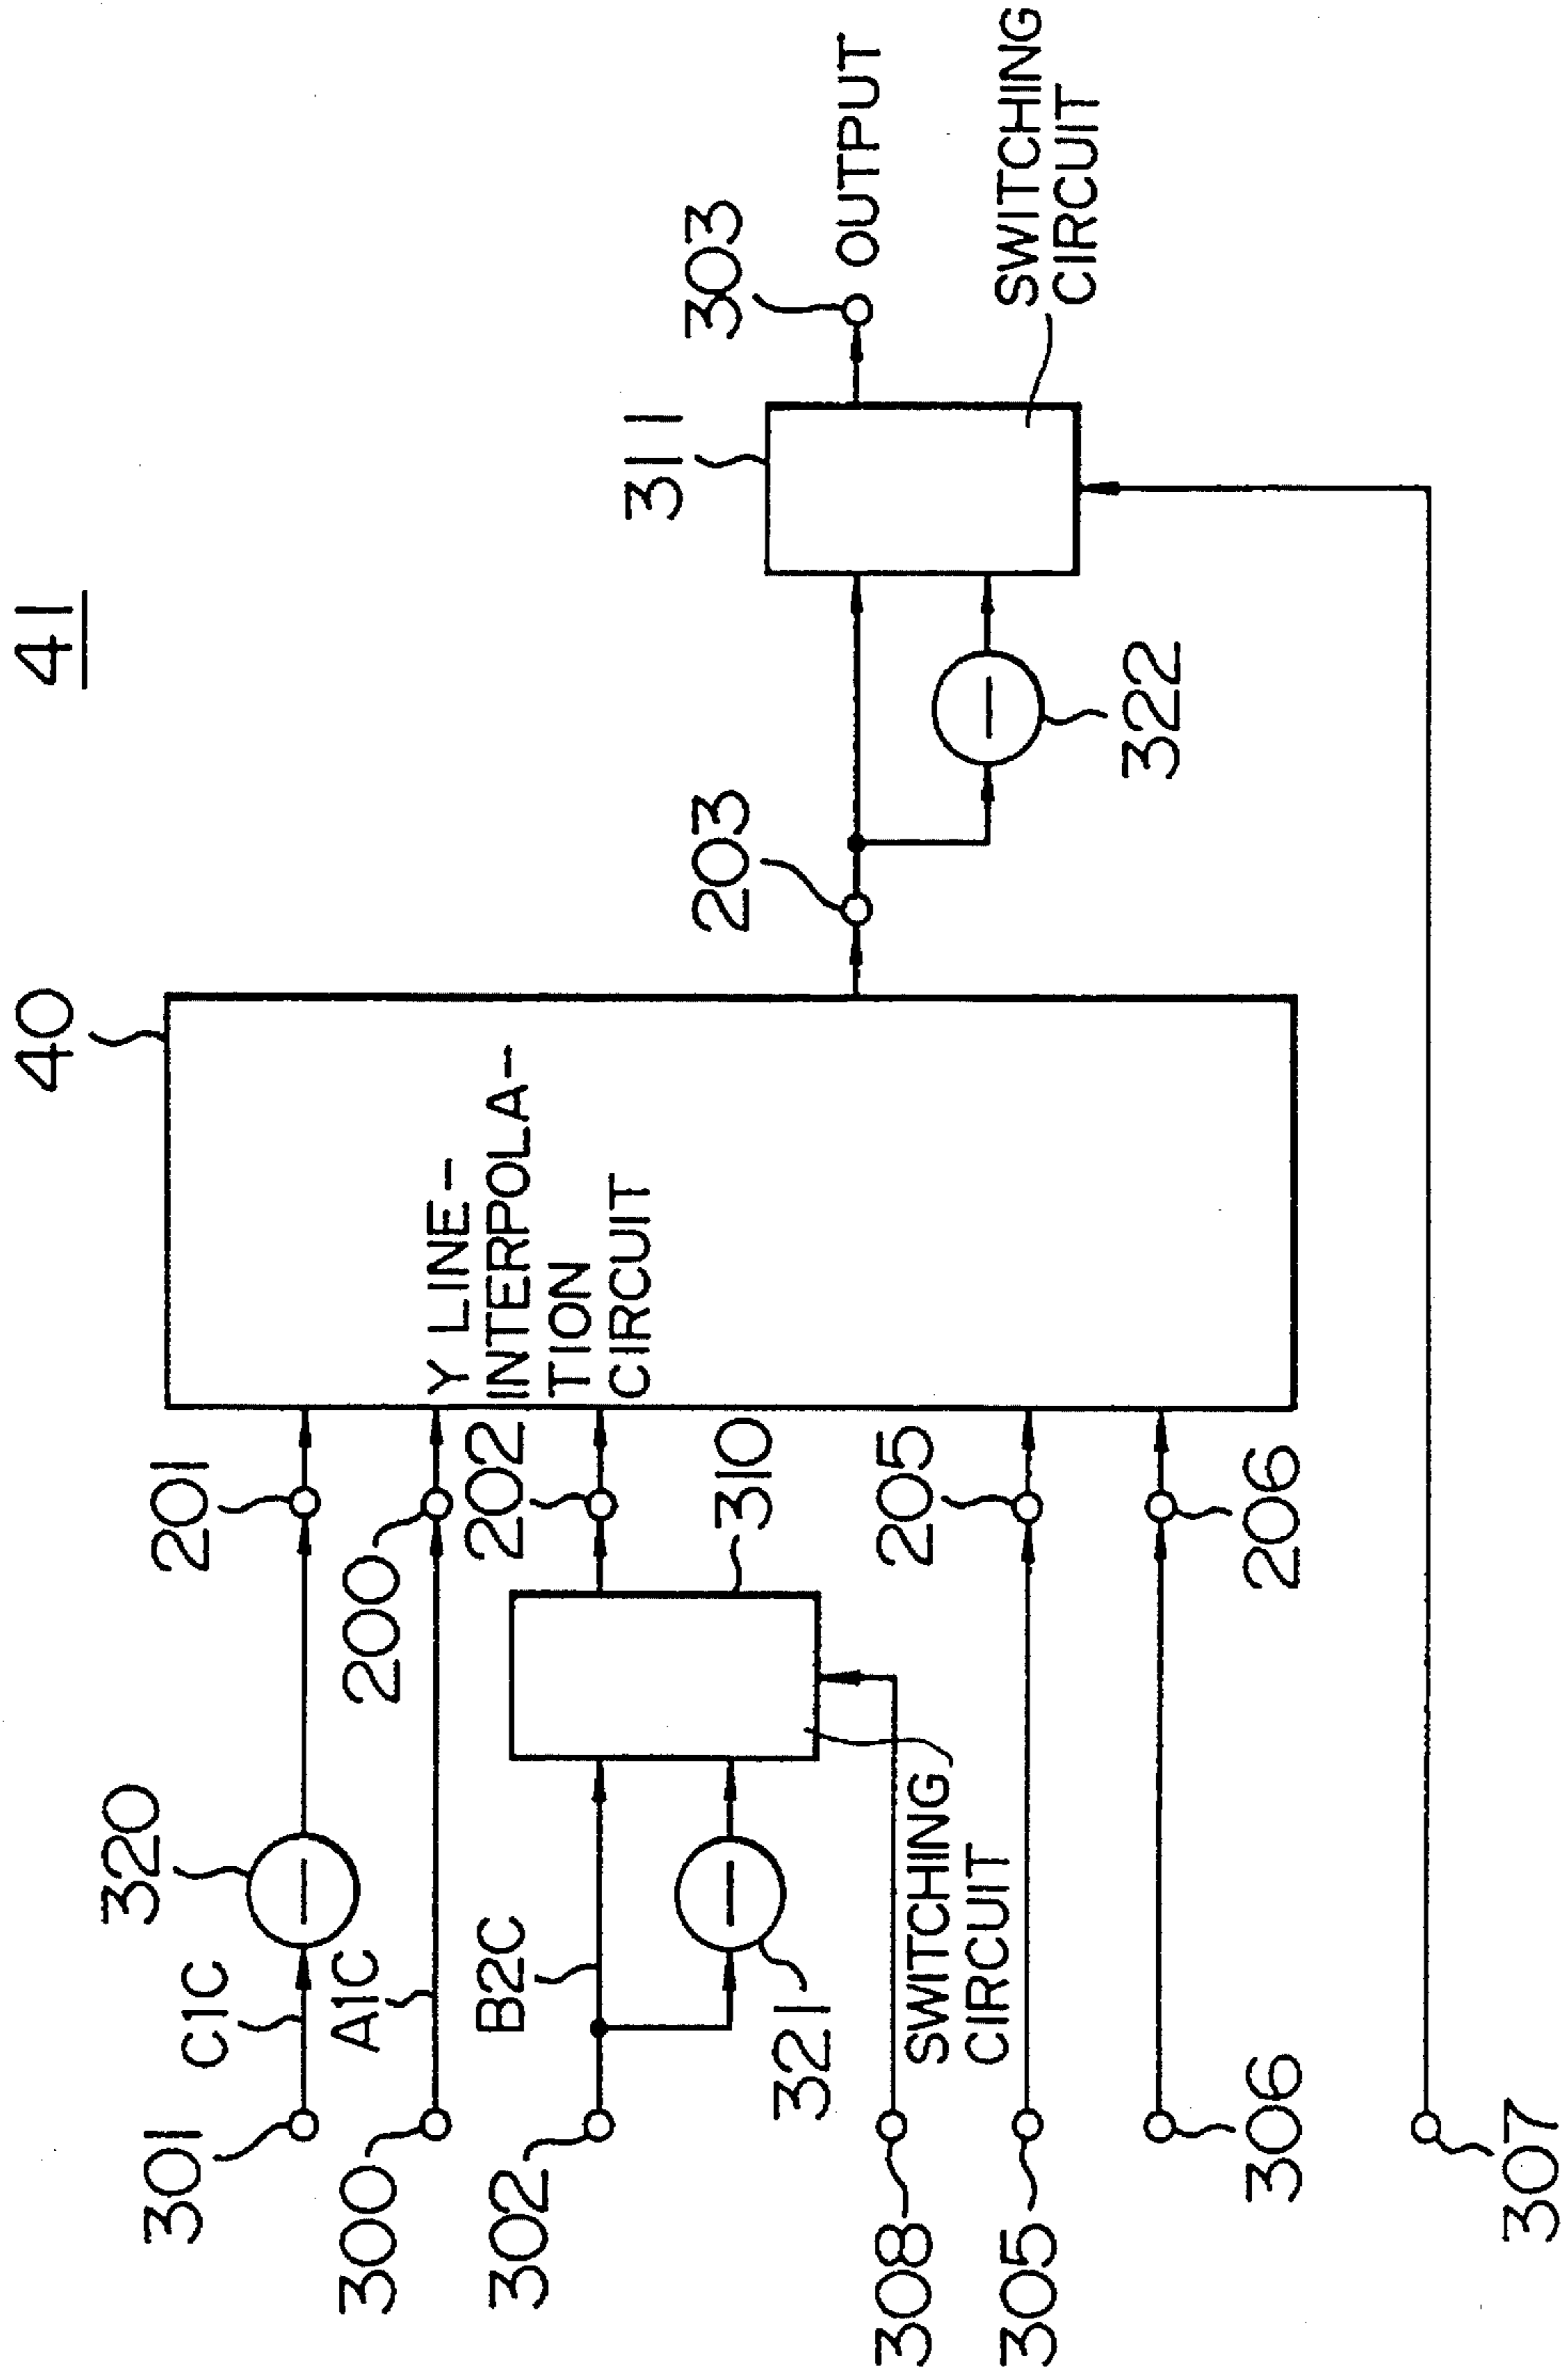 41
301
C1C
320
201
40
300
A1C
200
Y LINE-
INTERPOLA-
TION
CIRCUIT
302
B2C
202
310
321
203
311
303
OUTPUT
SWITCHING
CIRCUIT
322
308
SWITCHING
CIRCUIT
305
205
306
206
307